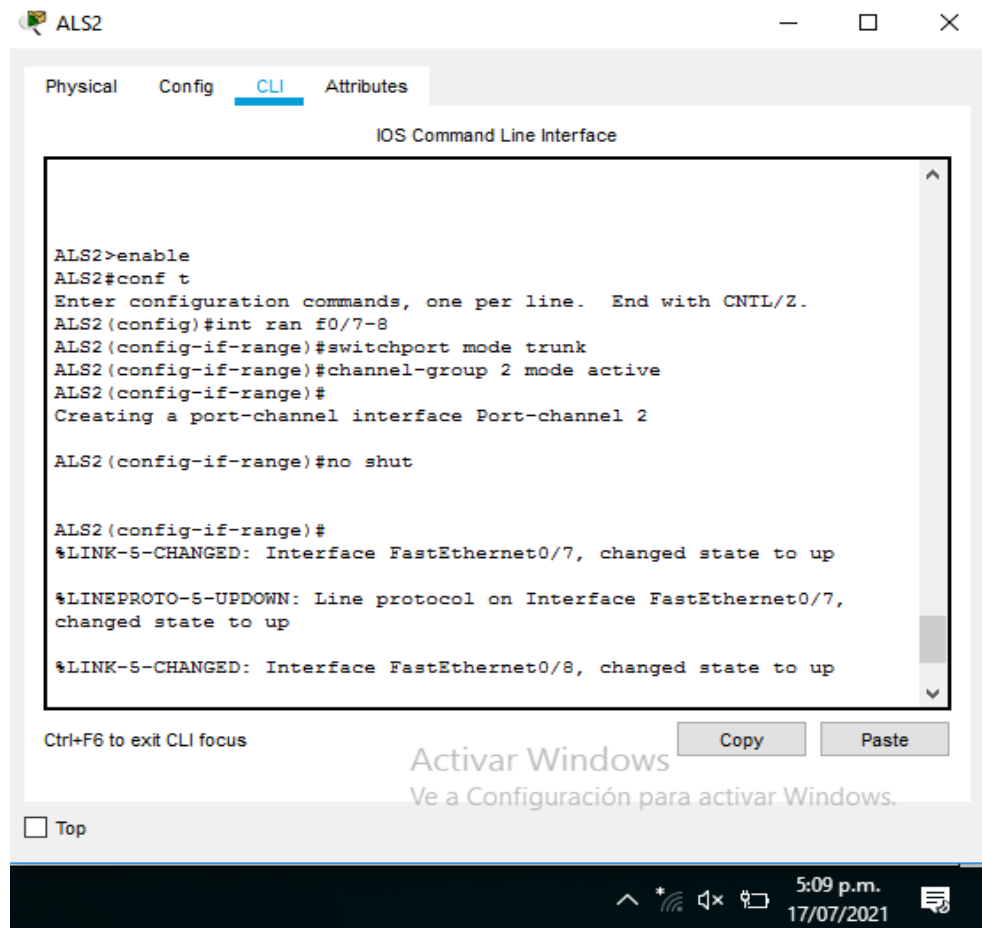 ALS2
Physical Config CLI Attributes
IOS Command Line Interface
ALS2>enable
ALS2#conf t
Enter configuration commands, one per line.  End with CNTL/Z.
ALS2(config)#int ran f0/7-8
ALS2(config-if-range)#switchport mode trunk
ALS2(config-if-range)#channel-group 2 mode active
ALS2(config-if-range)#
Creating a port-channel interface Port-channel 2
ALS2(config-if-range)#no shut
ALS2(config-if-range)#
%LINK-5-CHANGED: Interface FastEthernet0/7, changed state to up
%LINEPROTO-5-UPDOWN: Line protocol on Interface FastEthernet0/7,
changed state to up
%LINK-5-CHANGED: Interface FastEthernet0/8, changed state to up
Ctrl+F6 to exit CLI focus
Copy Paste
Activar Windows
Ve a Configuración para activar Windows.
Top
5:09 p.m.
17/07/2021